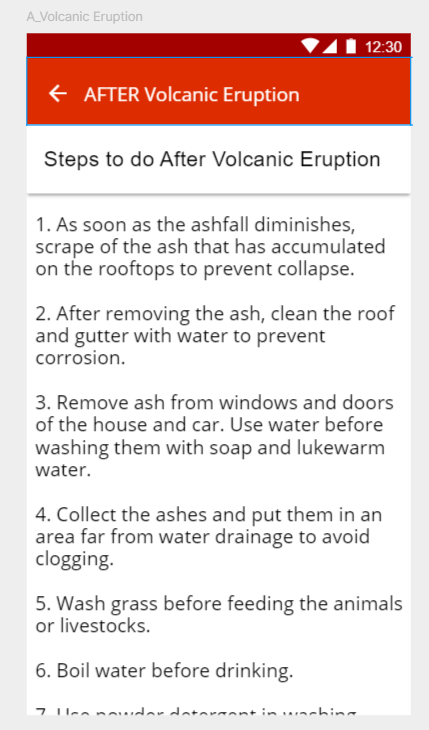 A_Volcanic Eruption
12:30
AFTER Volcanic Eruption
Steps to do After Volcanic Eruption
1. As soon as the ashfall diminishes,
scrape of the ash that has accumulated
on the rooftops to prevent collapse.
2. After removing the ash, clean the roof
and gutter with water to prevent
corrosion.
3. Remove ash from windows and doors
of the house and car. Use water before
washing them with soap and lukewarm
water.
4. Collect the ashes and put them in an
area far from water drainage to avoid
clogging.
5. Wash grass before feeding the animals
or livestocks.
6. Boil water before drinking.
7. Use powder detergent in washing